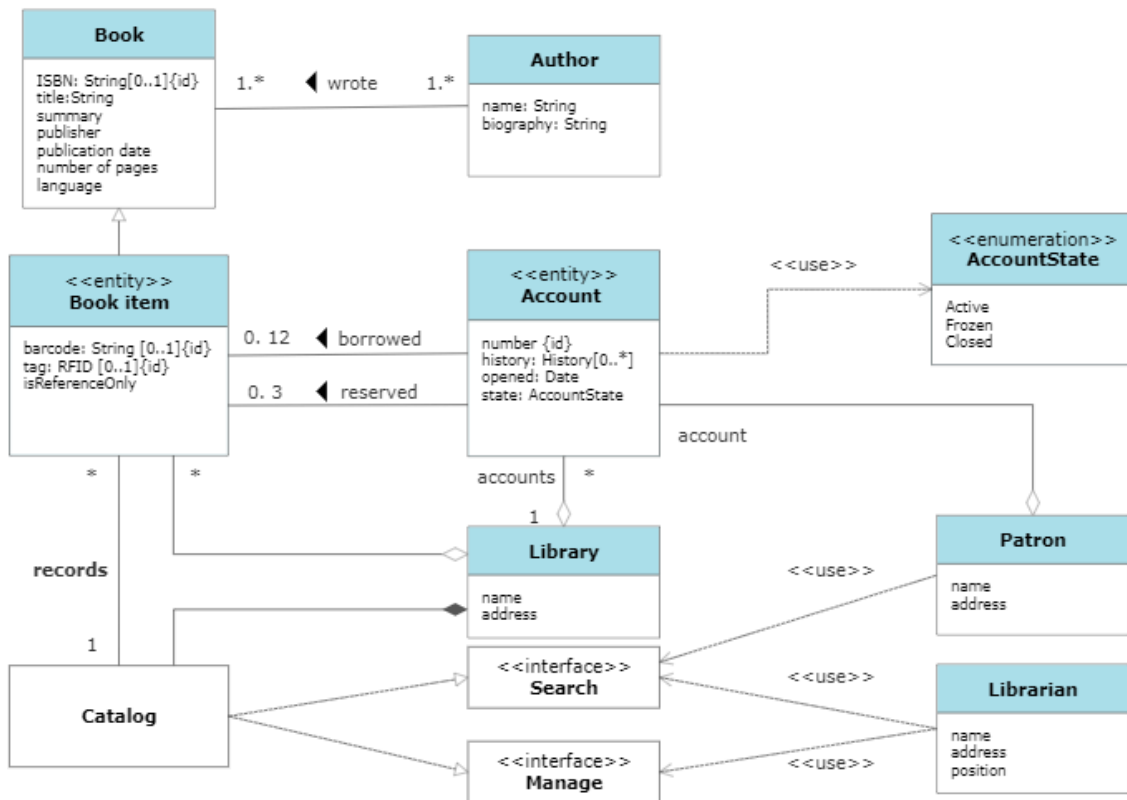 Book
ISBN: String[0..1]{id}
title:String
summary
publisher
publication date
number of pages
language
1.* ◀ wrote 1.*
Author
name: String
biography: String
<<entity>>
Book item
barcode: String [0..1]{id}
tag: RFID [0..1]{id}
isReferenceOnly
0. 12 ◀ borrowed
0. 3 ◀ reserved
<<entity>>
Account
number {id}
history: History[0..*]
opened: Date
state: AccountState
<<use>>
<<enumeration>>
AccountState
Active
Frozen
Closed
account
* *
accounts *
1
records
1
Library
name
address
<<use>>
Patron
name
address
Catalog
<<interface>>
Search
<<interface>>
Manage
<<use>>
<<use>>
Librarian
name
address
position